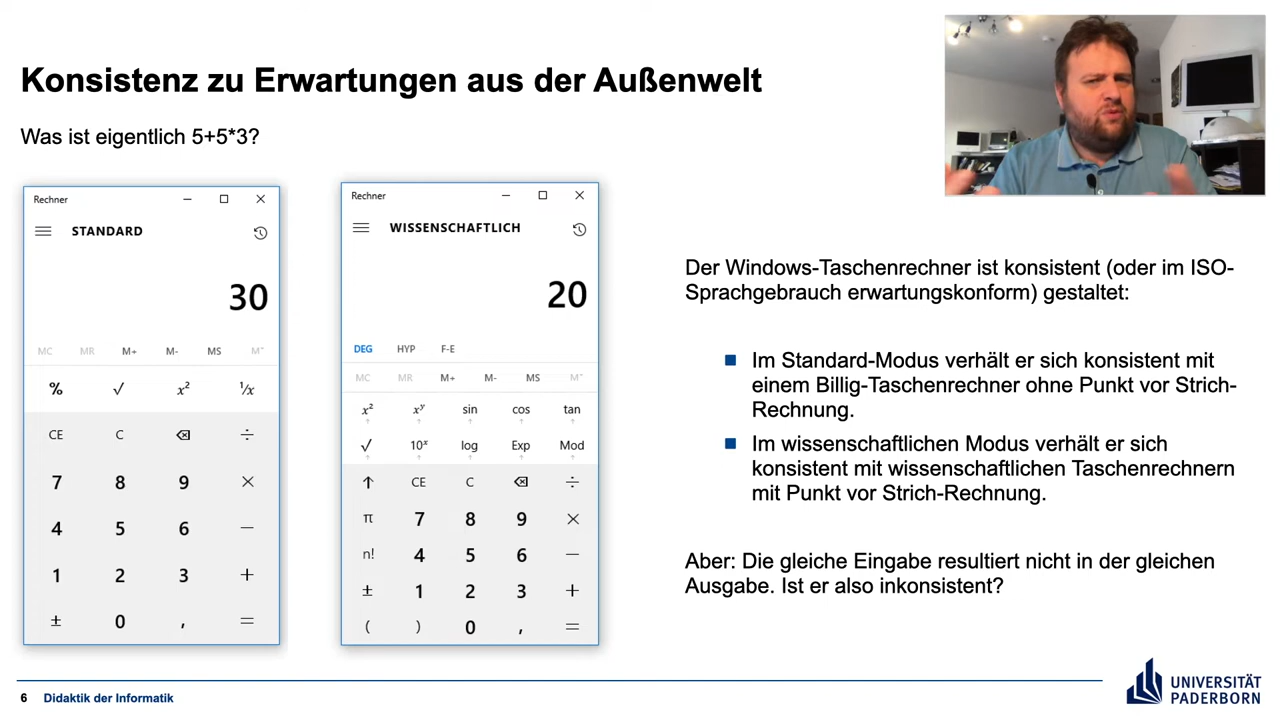 Konsistenz zu Erwartungen aus der Außenwelt
Was ist eigentlich 5+5*3?
Rechner
STANDARD
30
MC MR M+ M- MS M˅
% √ x² ¹/x
CE C ÷
7 8 9 ×
4 5 6 −
1 2 3 +
± 0 , =
Rechner
WISSENSCHAFTLICH
20
DEG HYP F-E
MC MR M+ M- MS M˅
x² xʸ sin cos tan
√ 10ˣ log Exp Mod
↑ CE C ÷
π 7 8 9 ×
n! 4 5 6 −
± 1 2 3 +
( ) 0 , =
Der Windows-Taschenrechner ist konsistent (oder im ISO-
Sprachgebrauch erwartungskonform) gestaltet:
Im Standard-Modus verhält er sich konsistent mit
einem Billig-Taschenrechner ohne Punkt vor Strich-
Rechnung.
Im wissenschaftlichen Modus verhält er sich
konsistent mit wissenschaftlichen Taschenrechnern
mit Punkt vor Strich-Rechnung.
Aber: Die gleiche Eingabe resultiert nicht in der gleichen
Ausgabe. Ist er also inkonsistent?
6 Didaktik der Informatik
UNIVERSITÄT
PADERBORN